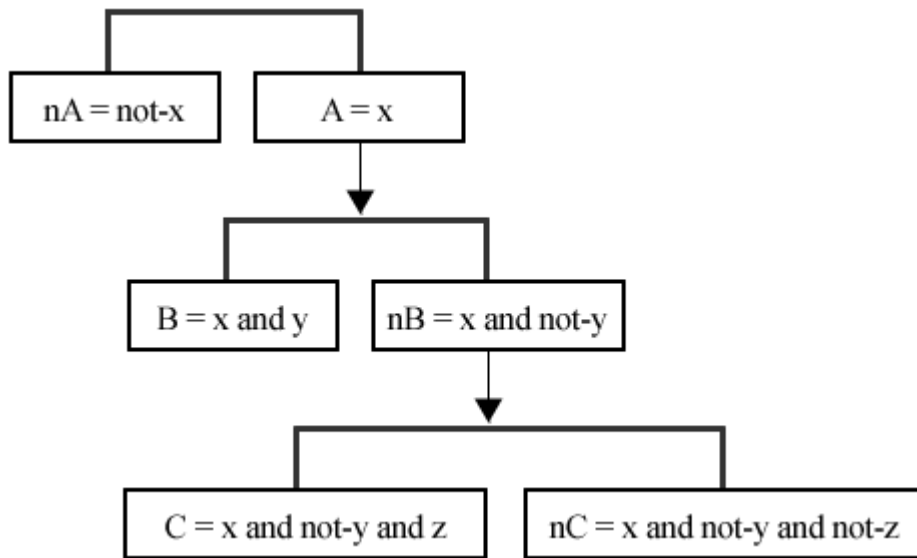 nA = not-x
A = x
B = x and y
nB = x and not-y
C = x and not-y and z
nC = x and not-y and not-z